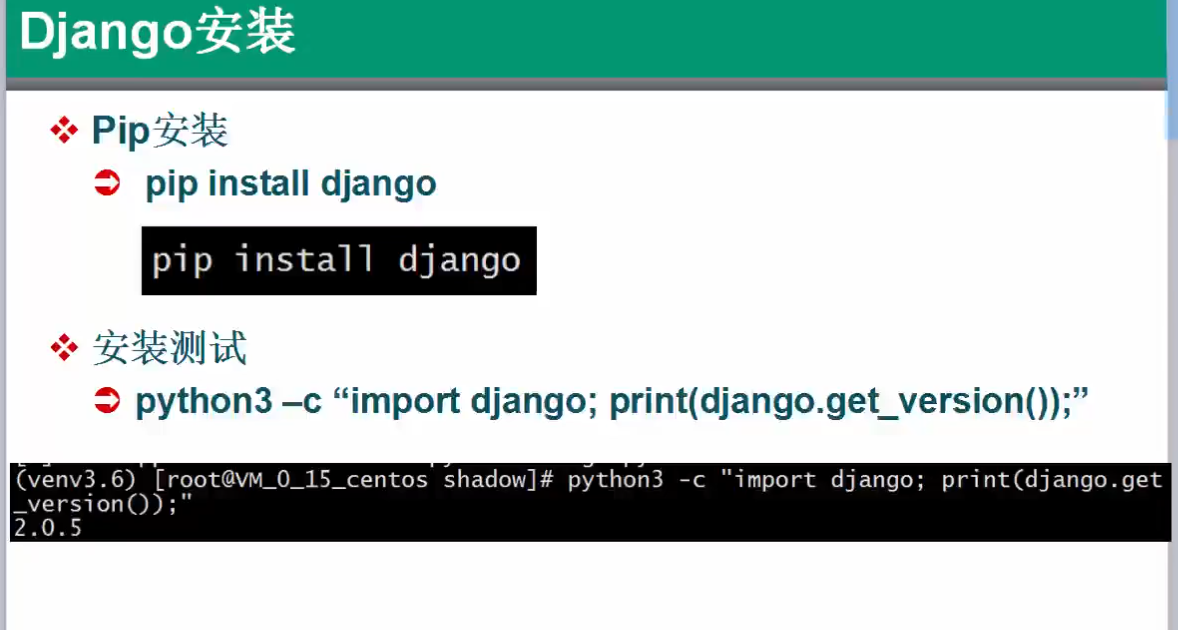 Django安装
Pip安装
pip install django
pip install django
安装测试
python3 –c “import django; print(django.get_version());”
(venv3.6) [root@VM_0_15_centos shadow]# python3 -c "import django; print(django.get
_version());"
2.0.5